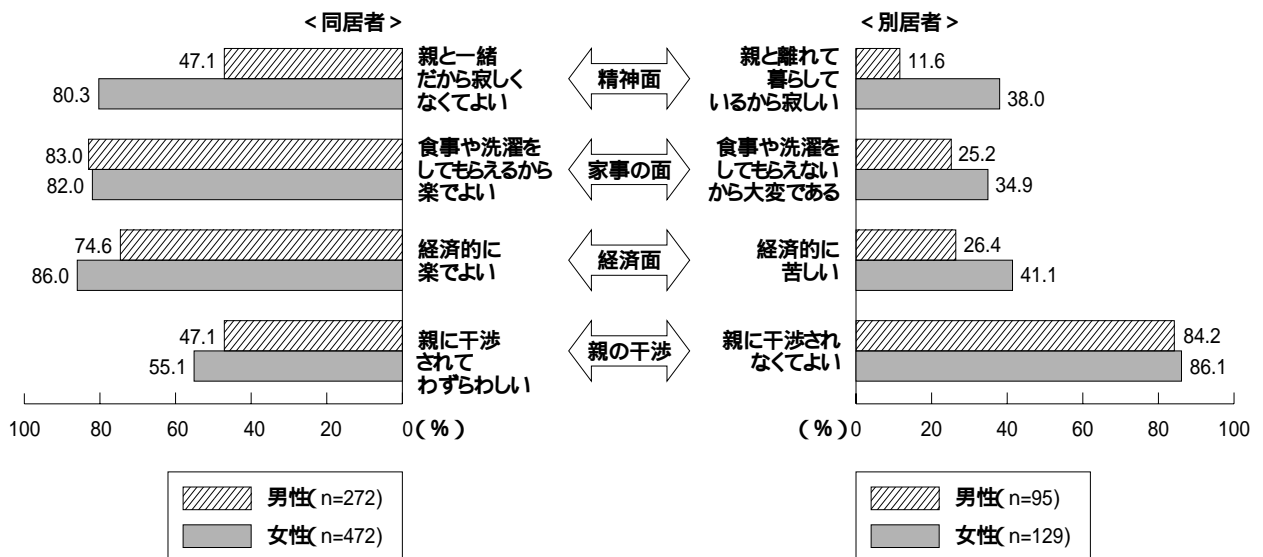 <同居者>
<別居者>
47.1
80.3
親と一緒
だから寂しく
なくてよい
精神面
親と離れて
暮らして
いるから寂しい
11.6
38.0
83.0
82.0
食事や洗濯を
してもらえるから
楽でよい
家事の面
食事や洗濯を
してもらえない
から大変である
25.2
34.9
74.6
86.0
経済的に
楽でよい
経済面
経済的に
苦しい
26.4
41.1
47.1
55.1
親に干渉
されて
わずらわしい
親の干渉
親に干渉され
なくてよい
84.2
86.1
100 80 60 40 20 0(%)
(%)0 20 40 60 80 100
男性(n=272)
女性(n=472)
男性(n=95)
女性(n=129)